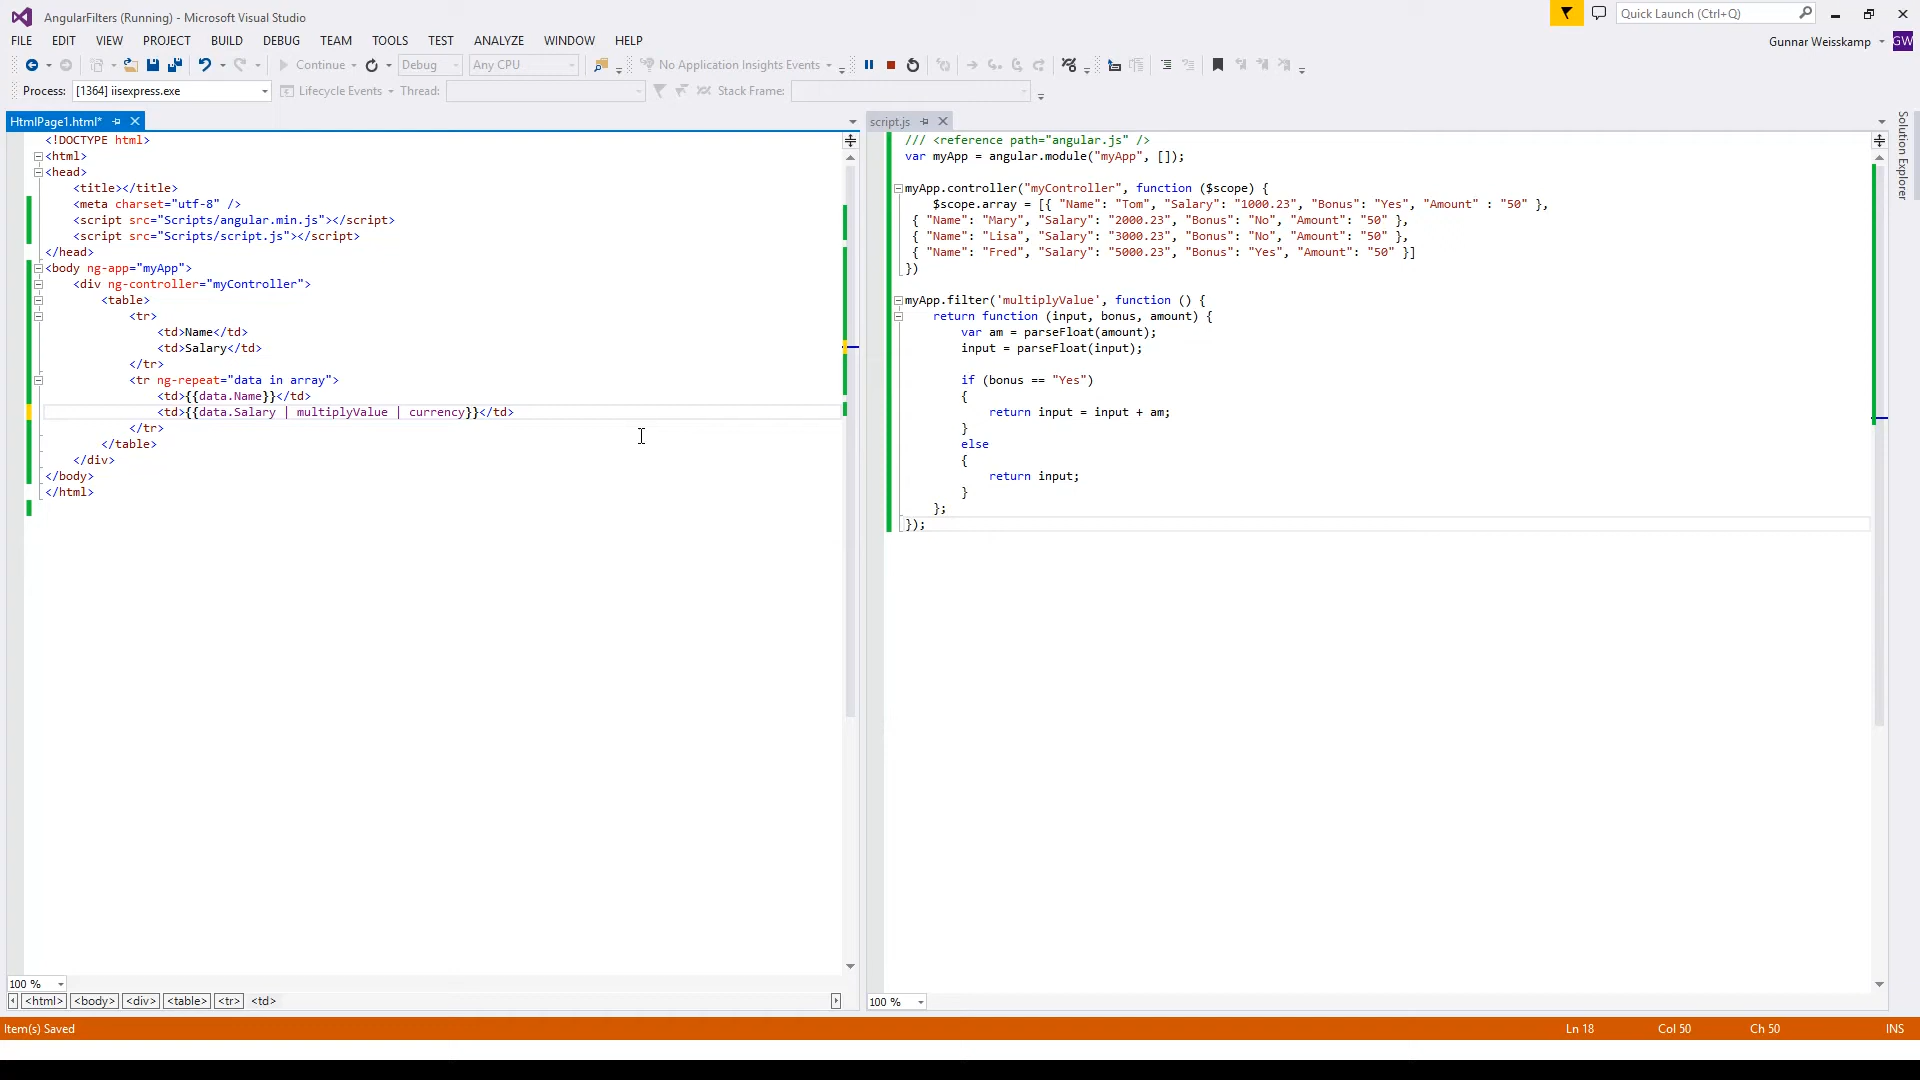 AngularFilters (Running) - Microsoft Visual Studio
Quick Launch (Ctrl+Q)
FILE EDIT VIEW PROJECT BUILD DEBUG TEAM TOOLS TEST ANALYZE WINDOW HELP
Gunnar Weisskamp GW
Continue Debug Any CPU No Application Insights Events
Process: [1364] iisexpress.exe Lifecycle Events Thread: Stack Frame:
HtmlPage1.html*
<!DOCTYPE html>
<html>
<head>
<title></title>
<meta charset="utf-8" />
<script src="Scripts/angular.min.js"></script>
<script src="Scripts/script.js"></script>
</head>
<body ng-app="myApp">
<div ng-controller="myController">
<table>
<tr>
<td>Name</td>
<td>Salary</td>
</tr>
<tr ng-repeat="data in array">
<td>{{data.Name}}</td>
<td>{{data.Salary | multiplyValue | currency}}</td>
</tr>
</table>
</div>
</body>
</html>
100 %
<html> <body> <div> <table> <tr> <td>
script.js
/// <reference path="angular.js" />
var myApp = angular.module("myApp", []);
myApp.controller("myController", function ($scope) {
$scope.array = [{ "Name": "Tom", "Salary": "1000.23", "Bonus": "Yes", "Amount" : "50" },
{ "Name": "Mary", "Salary": "2000.23", "Bonus": "No", "Amount": "50" },
{ "Name": "Lisa", "Salary": "3000.23", "Bonus": "No", "Amount": "50" },
{ "Name": "Fred", "Salary": "5000.23", "Bonus": "Yes", "Amount": "50" }]
})
myApp.filter('multiplyValue', function () {
return function (input, bonus, amount) {
var am = parseFloat(amount);
input = parseFloat(input);
if (bonus == "Yes")
{
return input = input + am;
}
else
{
return input;
}
};
});
100 %
Solution Explorer
Item(s) Saved Ln 18 Col 50 Ch 50 INS